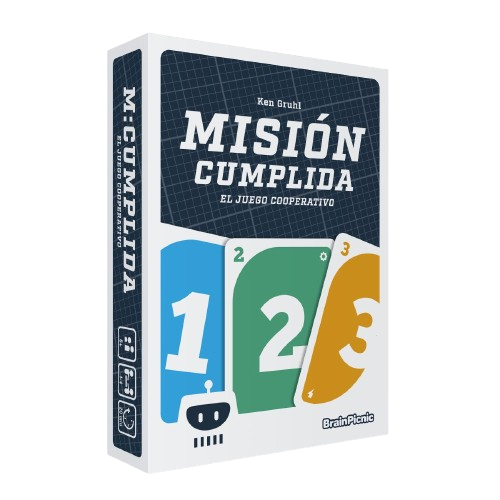 Ken Gruhl
MISIÓN
CUMPLIDA
EL JUEGO COOPERATIVO
M:CUMPLIDA
EL JUEGO COOPERATIVO
1
2
2
3
3
BrainPicnic